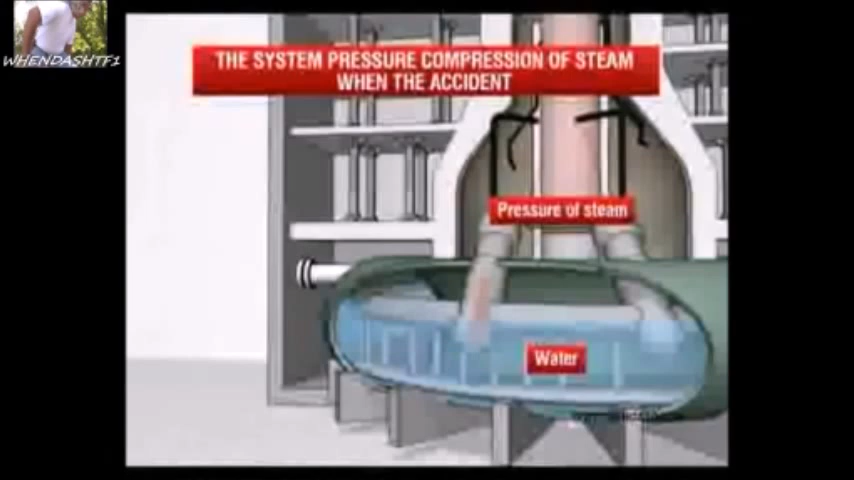 WHENDASHTF1
THE SYSTEM PRESSURE COMPRESSION OF STEAM
WHEN THE ACCIDENT
Pressure of steam
Water